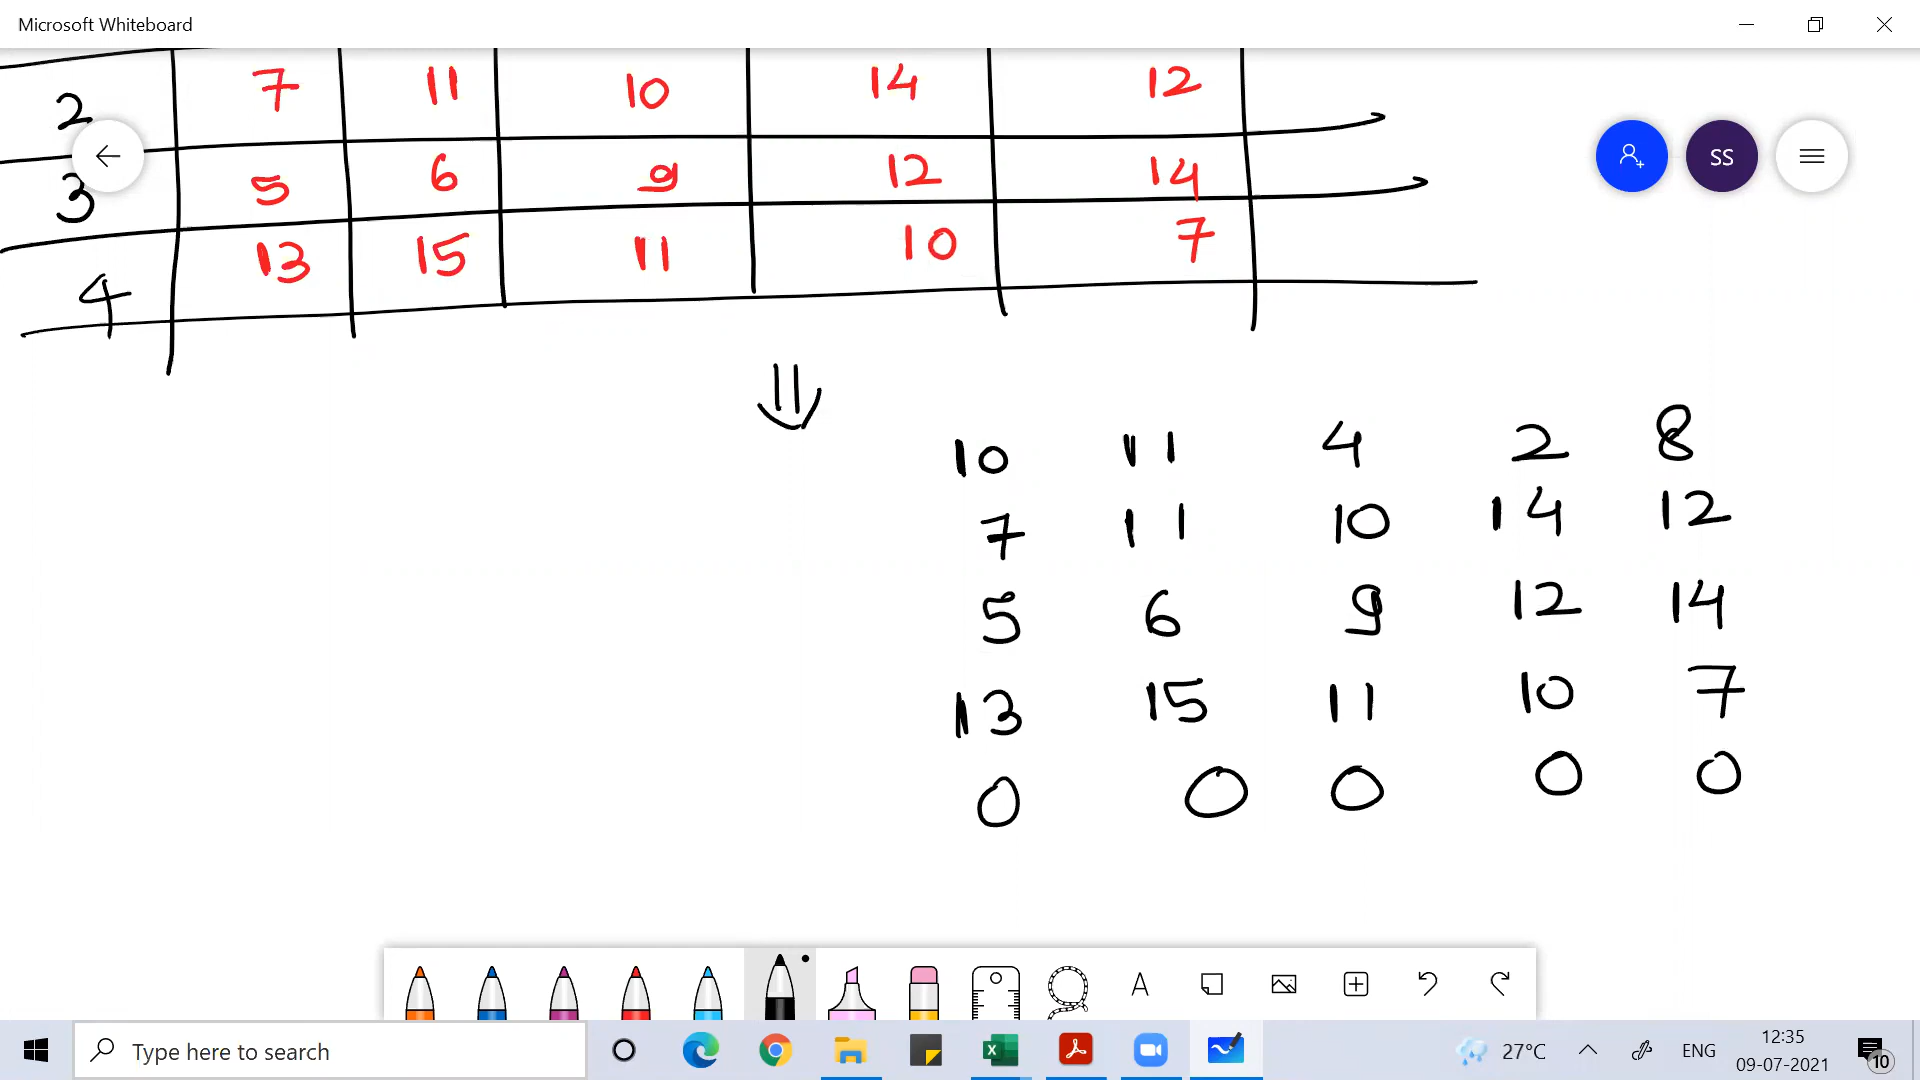 Microsoft Whiteboard
2 7 11 10 14 12
3 5 6 9 12 14
4 13 15 11 10 7
SS
10 11 4 2 8
7 11 10 14 12
5 6 9 12 14
13 15 11 10 7
0 0 0 0 0
A
Type here to search
27°C
ENG
12:35
09-07-2021
10